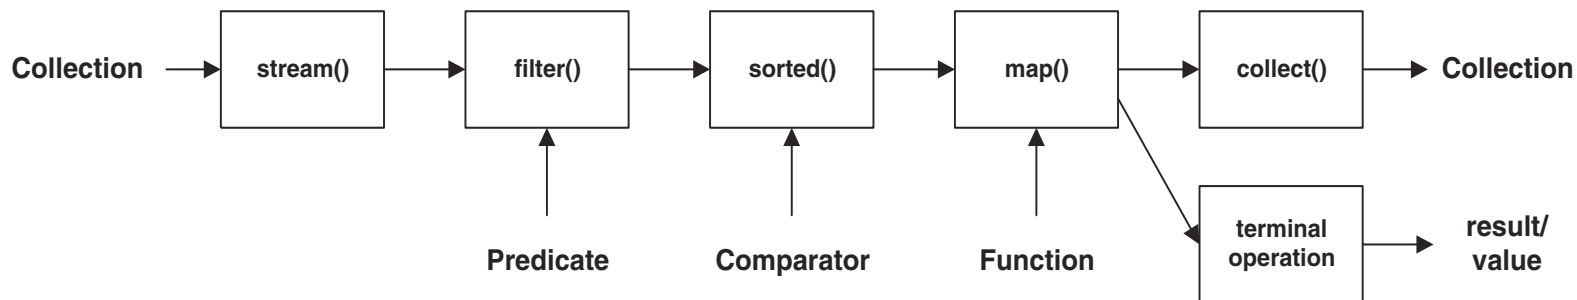 Collection
stream()
filter()
sorted()
map()
collect()
Collection
Predicate
Comparator
Function
terminal
operation
result/
value